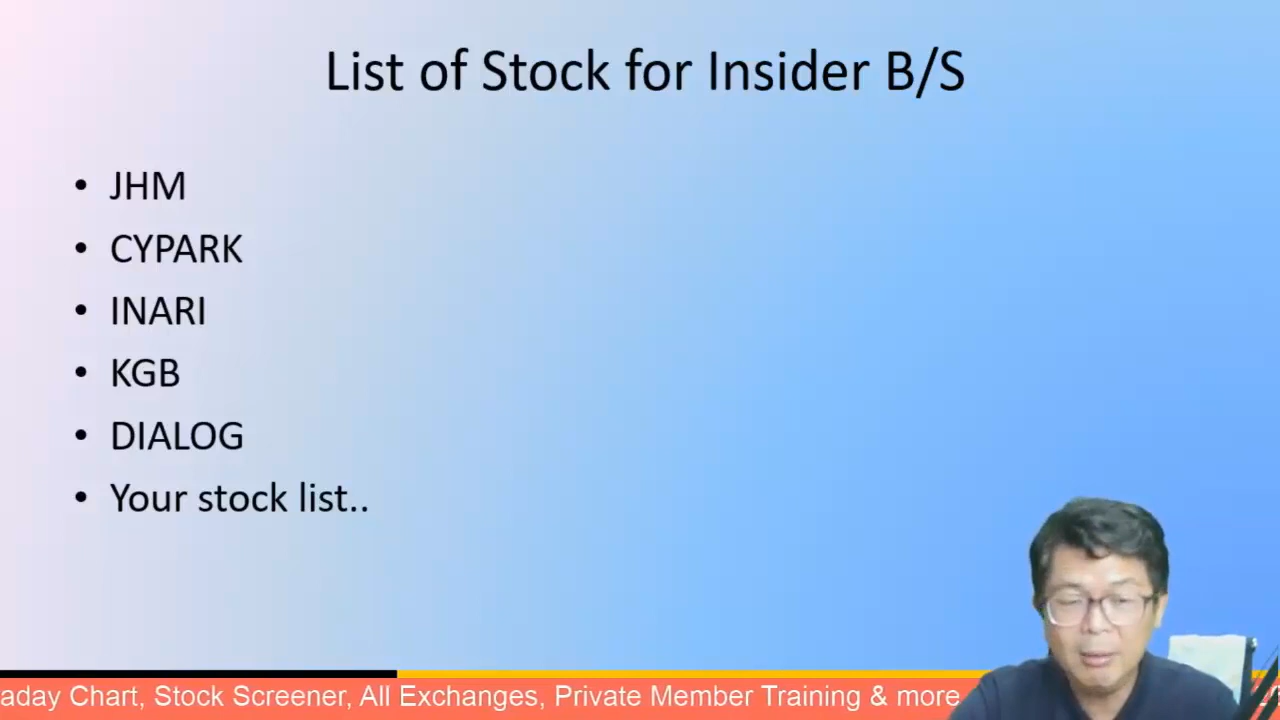 List of Stock for Insider B/S
• JHM
• CYPARK
• INARI
• KGB
• DIALOG
• Your stock list..
aday Chart, Stock Screener, All Exchanges, Private Member Training & more